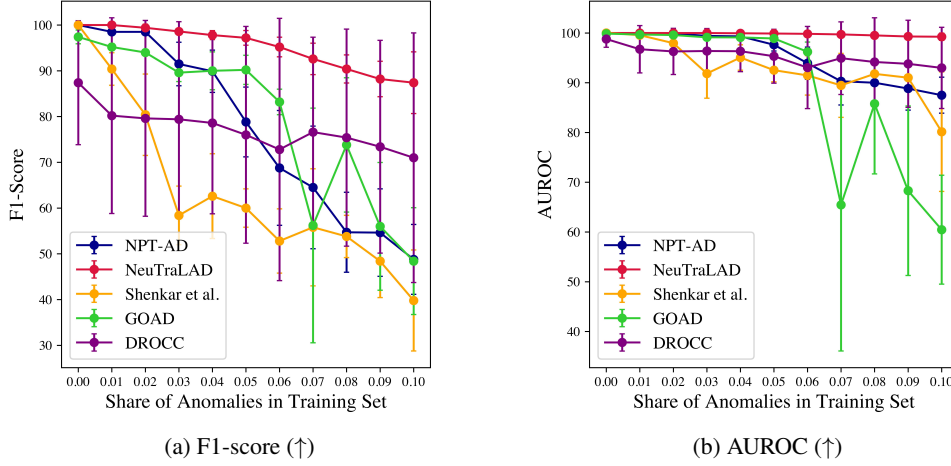 100
90
80
70
60
50
40
30
F1-Score
NPT-AD
NeuTraLAD
Shenkar et al.
GOAD
DROCC
0.00 0.01 0.02 0.03 0.04 0.05 0.06 0.07 0.08 0.09 0.10
Share of Anomalies in Training Set
(a) F1-score (↑)
100
90
80
70
60
50
40
AUROC
NPT-AD
NeuTraLAD
Shenkar et al.
GOAD
DROCC
0.00 0.01 0.02 0.03 0.04 0.05 0.06 0.07 0.08 0.09 0.10
Share of Anomalies in Training Set
(b) AUROC (↑)